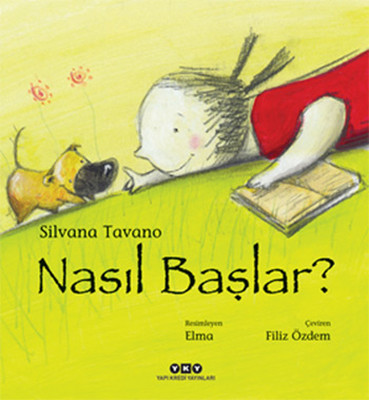 Silvana Tavano
Nasıl Başlar?
Resimleyen
Elma
Çeviren
Filiz Özdem
YKY
YAPI KREDİ YAYINLARI